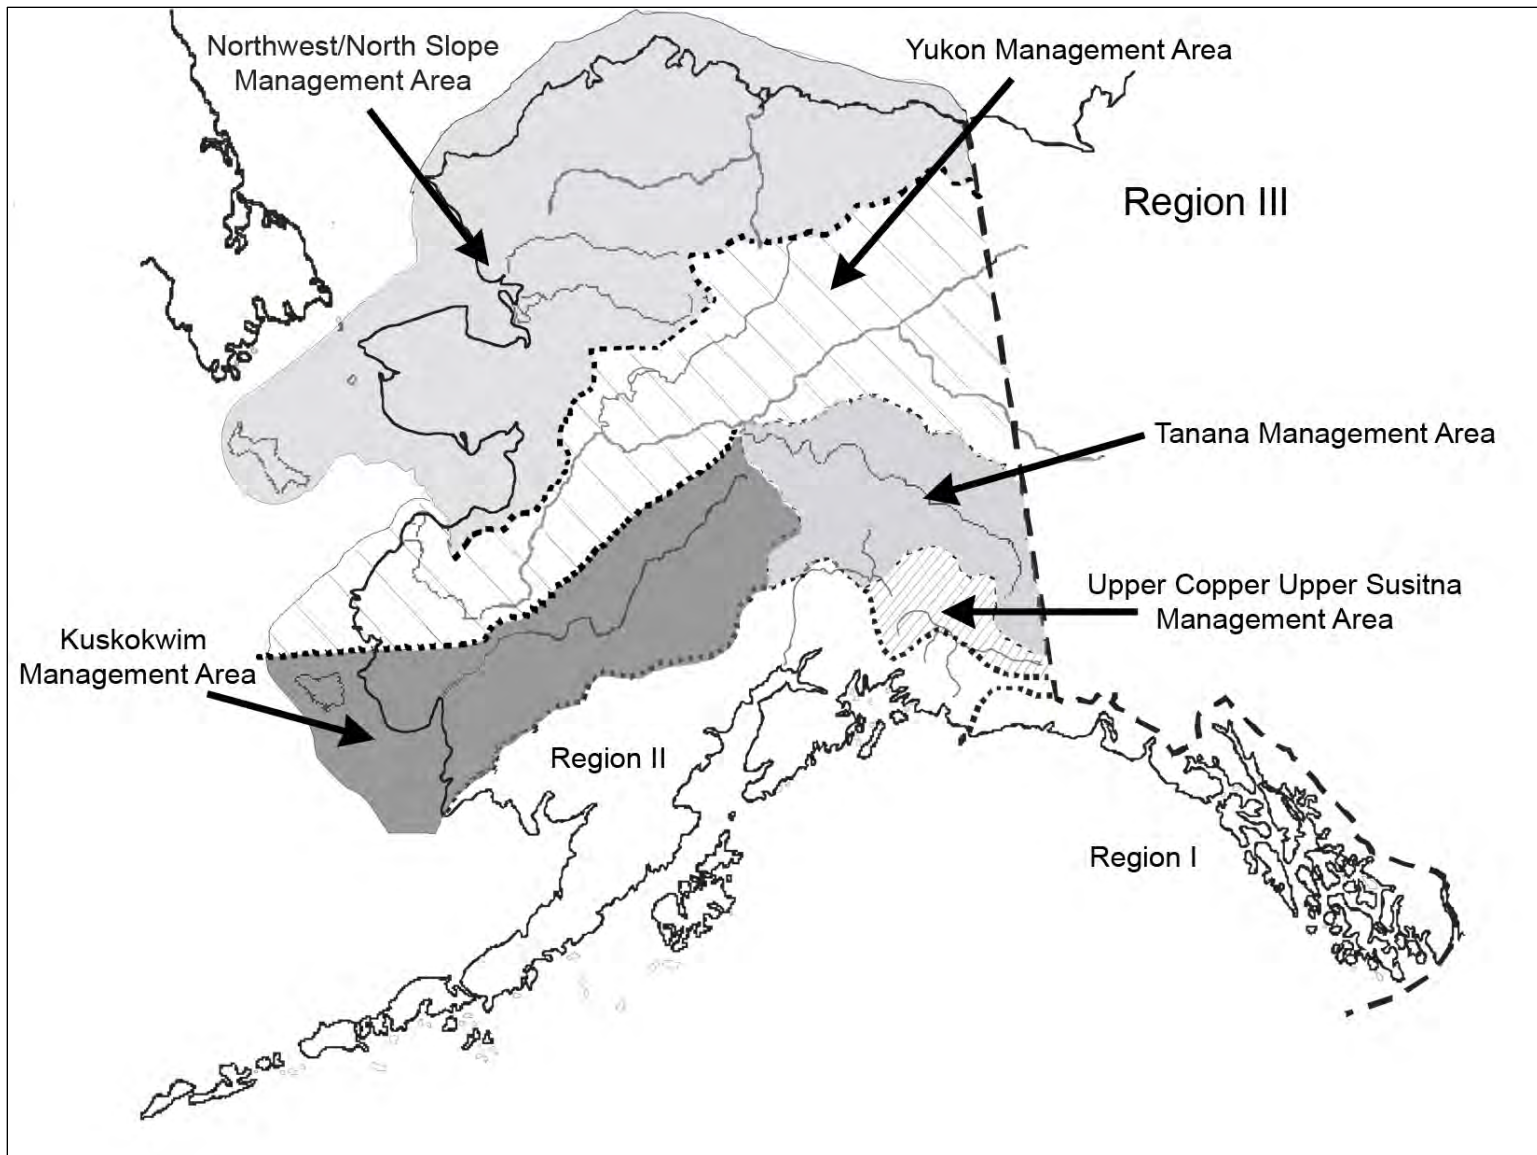 Northwest/North Slope
Management Area
Yukon Management Area
Region III
Tanana Management Area
Upper Copper Upper Susitna
Management Area
Kuskokwim
Management Area
Region II
Region I